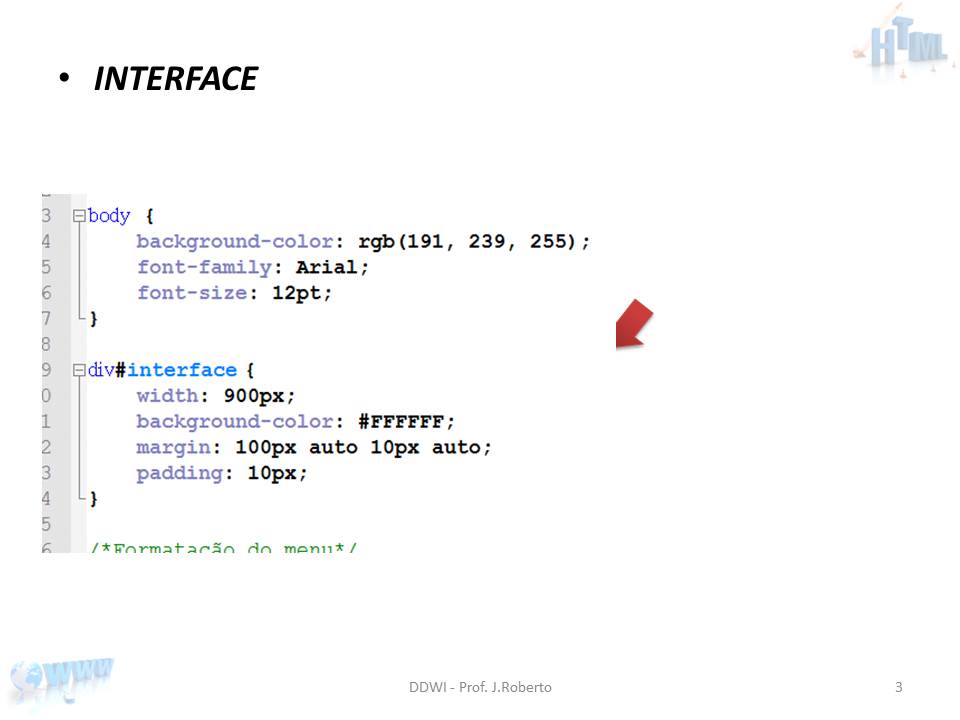 HTML
• INTERFACE
3 body {
4 background-color: rgb(191, 239, 255);
5 font-family: Arial;
6 font-size: 12pt;
7 }
8
9 div#interface {
0 width: 900px;
1 background-color: #FFFFFF;
2 margin: 100px auto 10px auto;
3 padding: 10px;
4 }
5
6 /*Formatação do menu*/
WWW
DDWI - Prof. J.Roberto
3